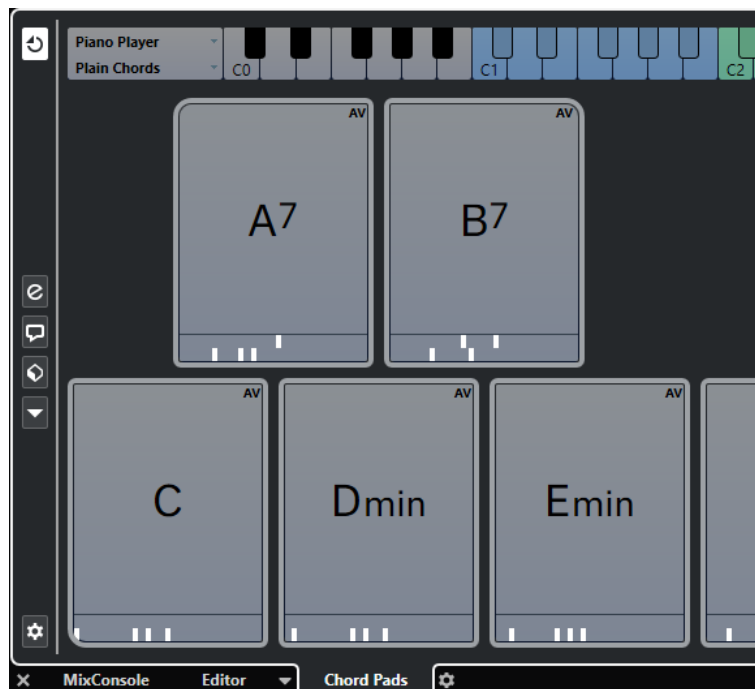 Piano Player
Plain Chords
C0
C1
C2
AV
A7
AV
B7
AV
C
AV
Dmin
AV
Emin
MixConsole
Editor
Chord Pads